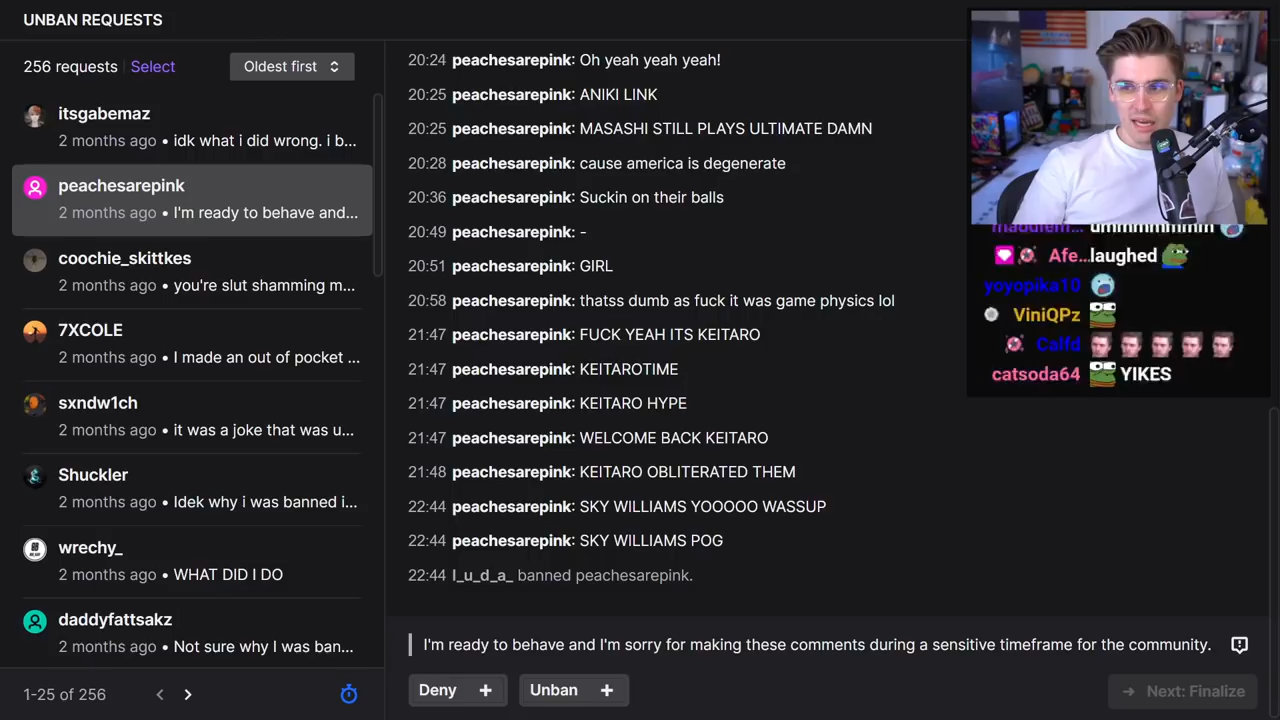 UNBAN REQUESTS
256 requests Select Oldest first
itsgabemaz
2 months ago • idk what i did wrong. i b...
peachesarepink
2 months ago • I'm ready to behave and...
coochie_skittkes
2 months ago • you're slut shamming m...
7XCOLE
2 months ago • I made an out of pocket ...
sxndw1ch
2 months ago • it was a joke that was u...
Shuckler
2 months ago • Idek why i was banned i...
wrechy_
2 months ago • WHAT DID I DO
daddyfattsakz
2 months ago • Not sure why I was ban...
1-25 of 256
20:24 peachesarepink: Oh yeah yeah yeah!
20:25 peachesarepink: ANIKI LINK
20:25 peachesarepink: MASASHI STILL PLAYS ULTIMATE DAMN
20:28 peachesarepink: cause america is degenerate
20:36 peachesarepink: Suckin on their balls
20:49 peachesarepink: -
20:51 peachesarepink: GIRL
20:58 peachesarepink: thatss dumb as fuck it was game physics lol
21:47 peachesarepink: FUCK YEAH ITS KEITARO
21:47 peachesarepink: KEITAROTIME
21:47 peachesarepink: KEITARO HYPE
21:47 peachesarepink: WELCOME BACK KEITARO
21:48 peachesarepink: KEITARO OBLITERATED THEM
22:44 peachesarepink: SKY WILLIAMS YOOOOO WASSUP
22:44 peachesarepink: SKY WILLIAMS POG
22:44 l_u_d_a_ banned peachesarepink.
I'm ready to behave and I'm sorry for making these comments during a sensitive timeframe for the community.
Deny + Unban + → Next: Finalize
Afe...laughed
yoyopika10
ViniQPz
Calfd
catsoda64 YIKES